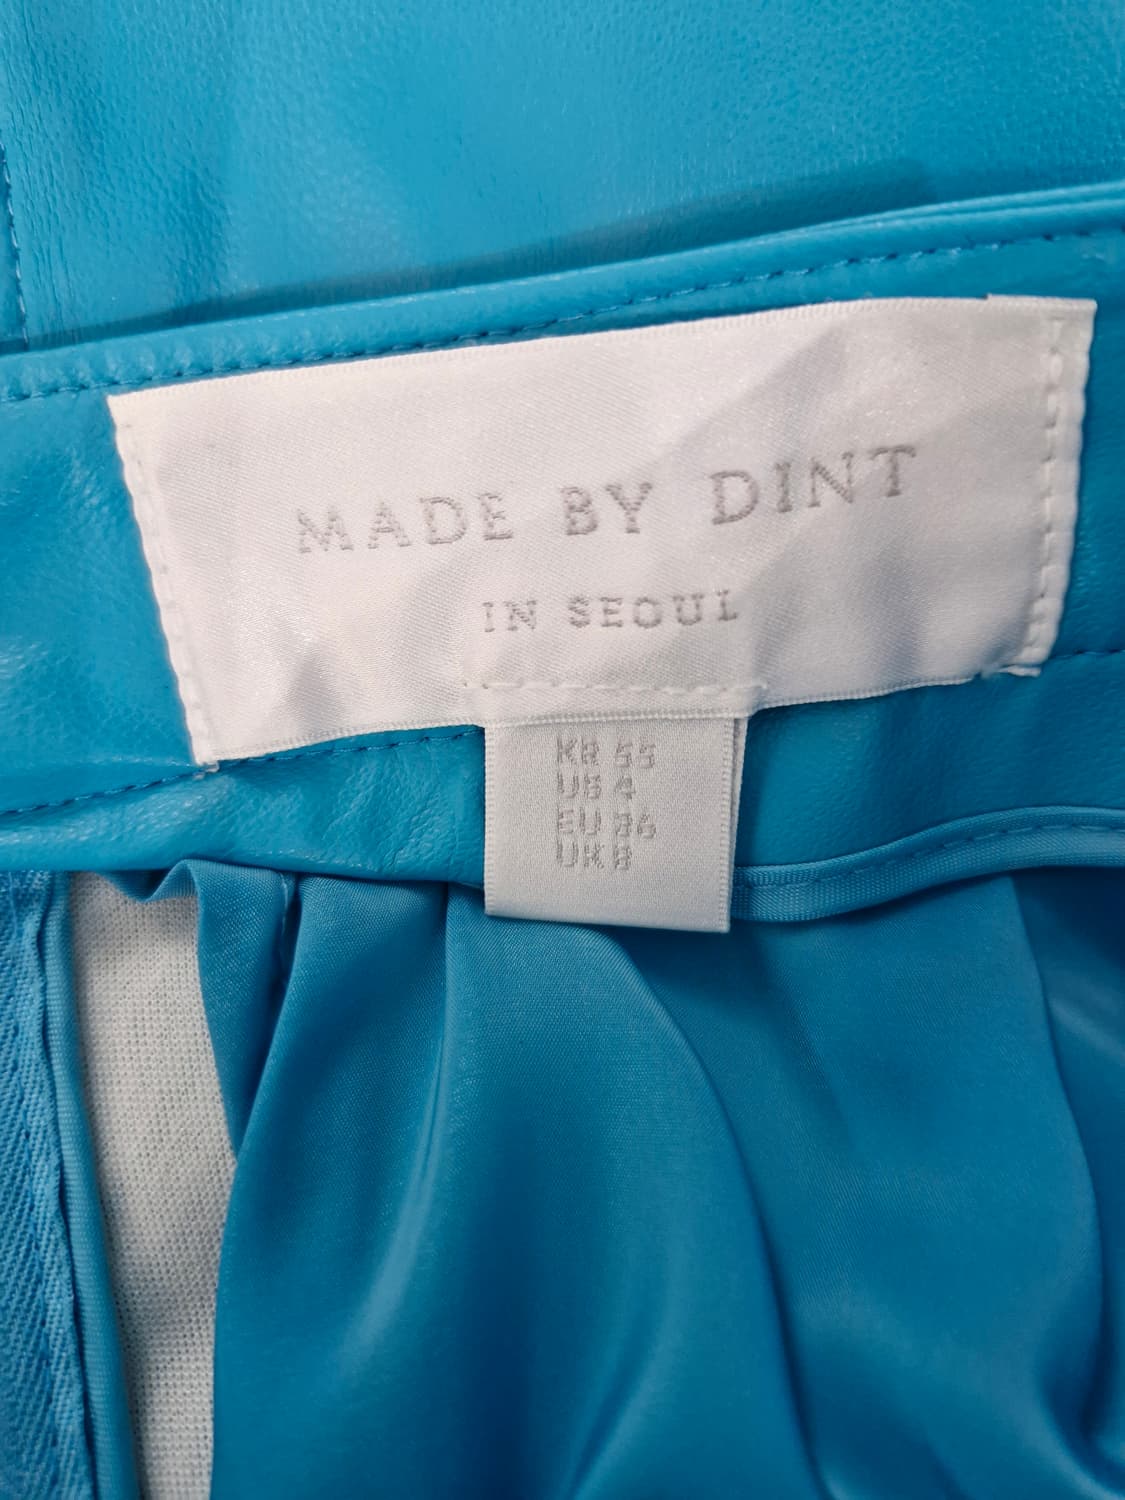 MADE BY DINT
IN SEOUL
KR 55
US 4
EU 36
UK 8